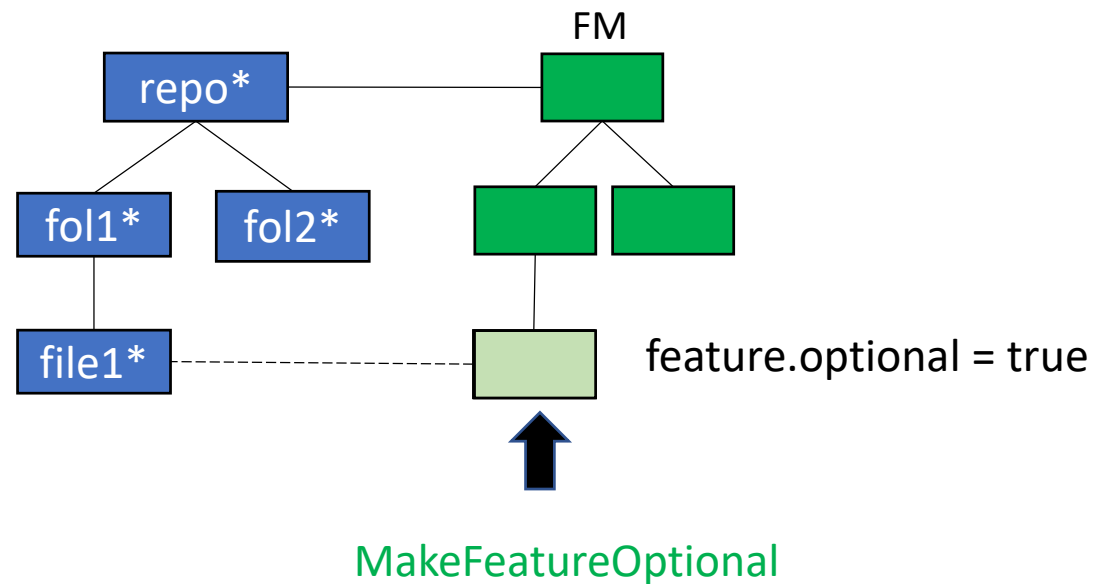 FM
repo*
fol1*
fol2*
file1*
feature.optional = true
MakeFeatureOptional